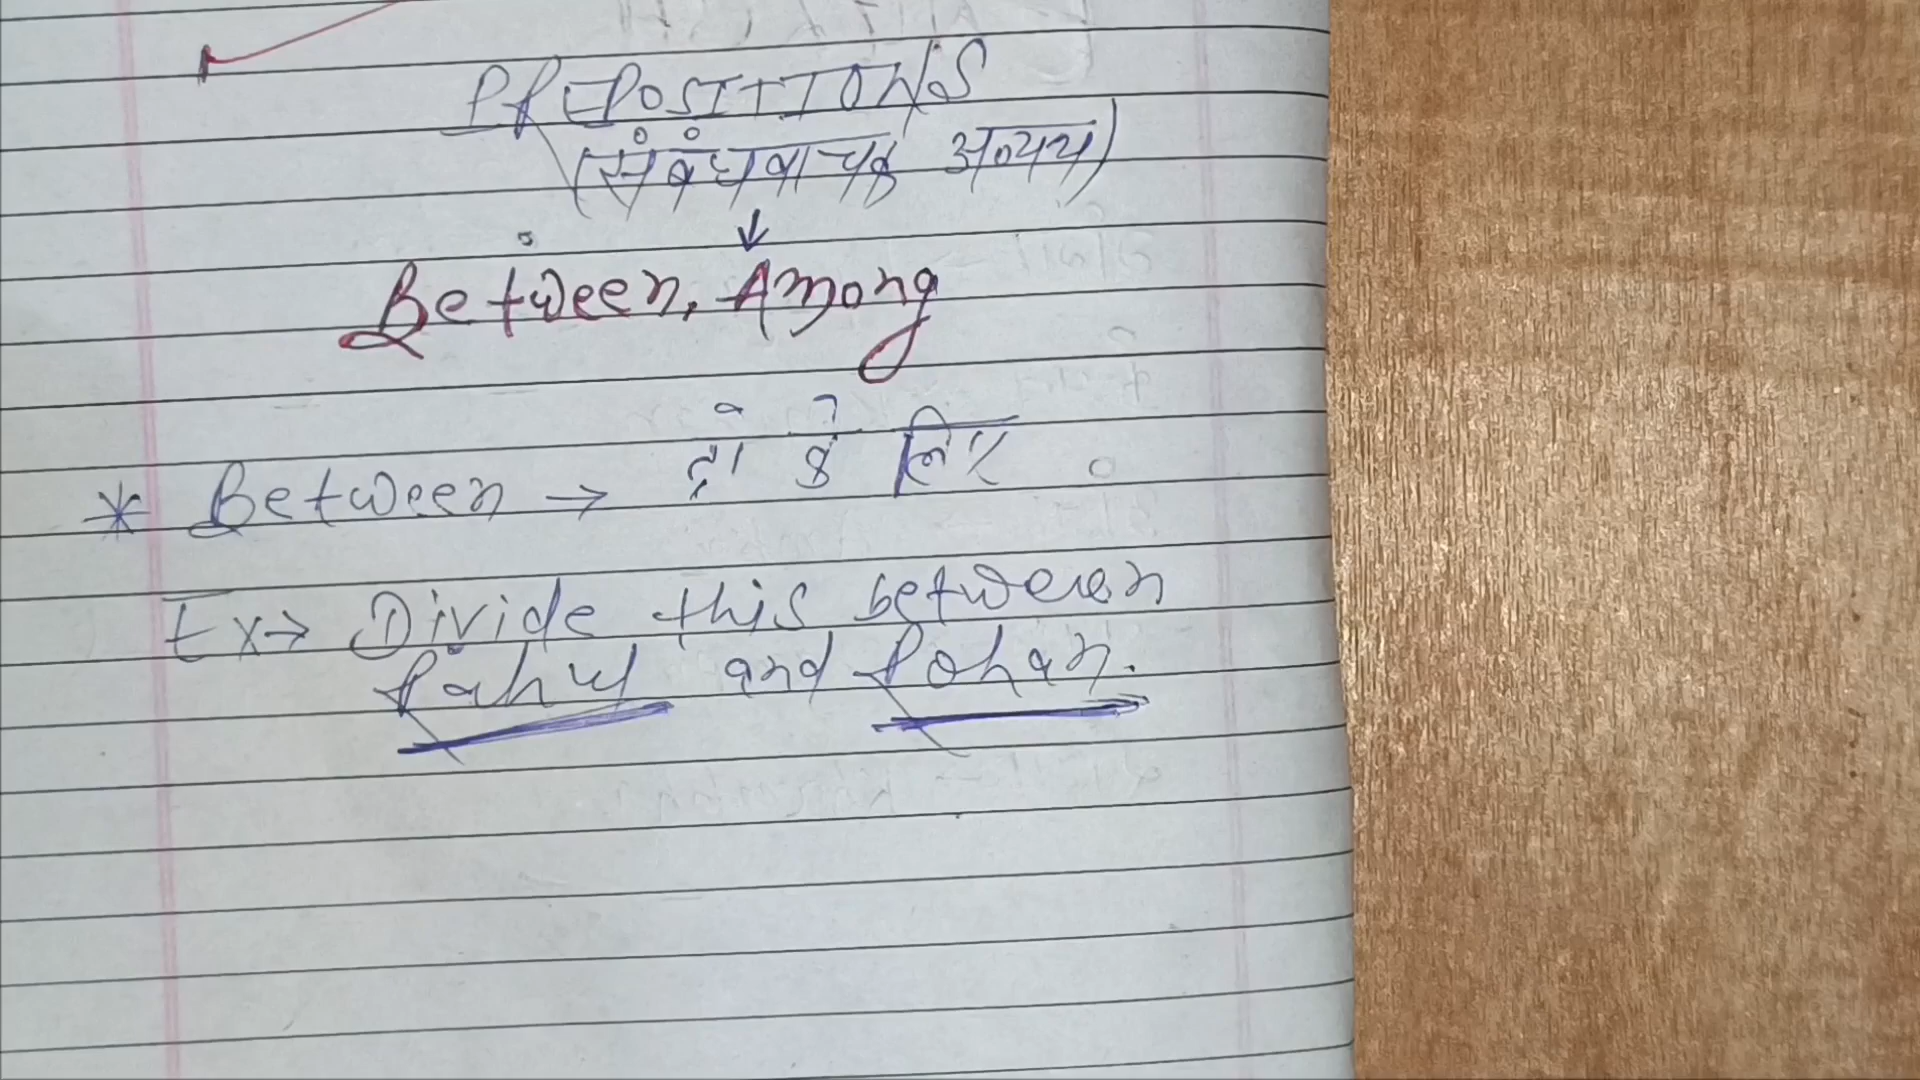 PREPOSITIONS
(संबंधवाचक अव्यय)
↓
Between, Among
* Between → दो के लिए
Ex→ Divide this between
Rahul and Rohan.